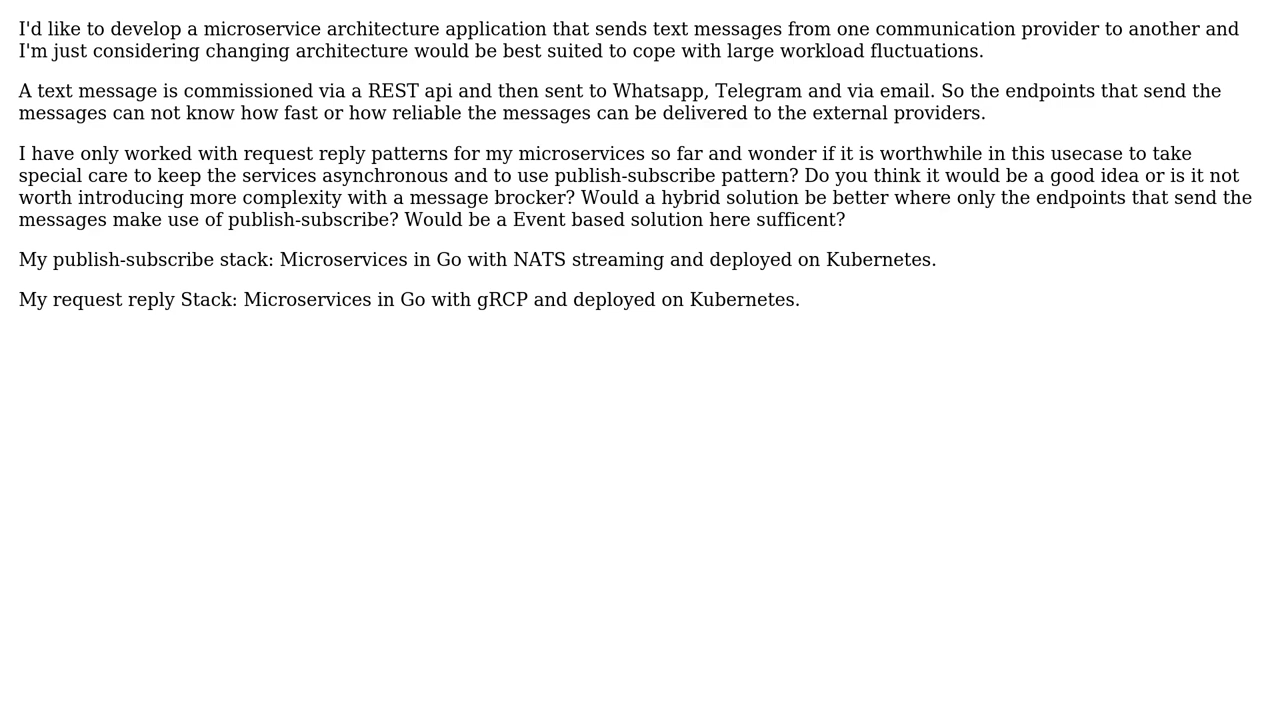 I'd like to develop a microservice architecture application that sends text messages from one communication provider to another and
I'm just considering changing architecture would be best suited to cope with large workload fluctuations.
A text message is commissioned via a REST api and then sent to Whatsapp, Telegram and via email. So the endpoints that send the
messages can not know how fast or how reliable the messages can be delivered to the external providers.
I have only worked with request reply patterns for my microservices so far and wonder if it is worthwhile in this usecase to take
special care to keep the services asynchronous and to use publish-subscribe pattern? Do you think it would be a good idea or is it not
worth introducing more complexity with a message brocker? Would a hybrid solution be better where only the endpoints that send the
messages make use of publish-subscribe? Would be a Event based solution here sufficent?
My publish-subscribe stack: Microservices in Go with NATS streaming and deployed on Kubernetes.
My request reply Stack: Microservices in Go with gRCP and deployed on Kubernetes.